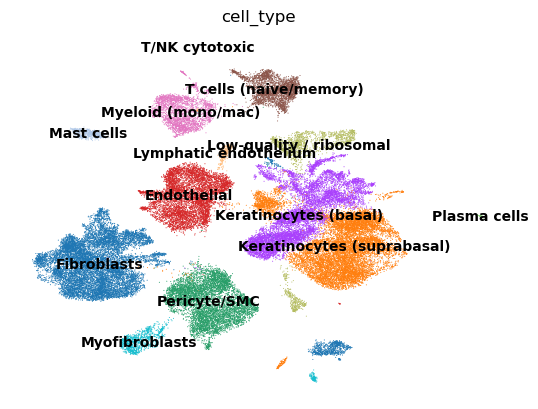 cell_type
T/NK cytotoxic
T cells (naive/memory)
Myeloid (mono/mac)
Mast cells
Low-quality / ribosomal
Lymphatic endothelium
Endothelial
Keratinocytes (basal)
Plasma cells
Keratinocytes (suprabasal)
Fibroblasts
Pericyte/SMC
Myofibroblasts